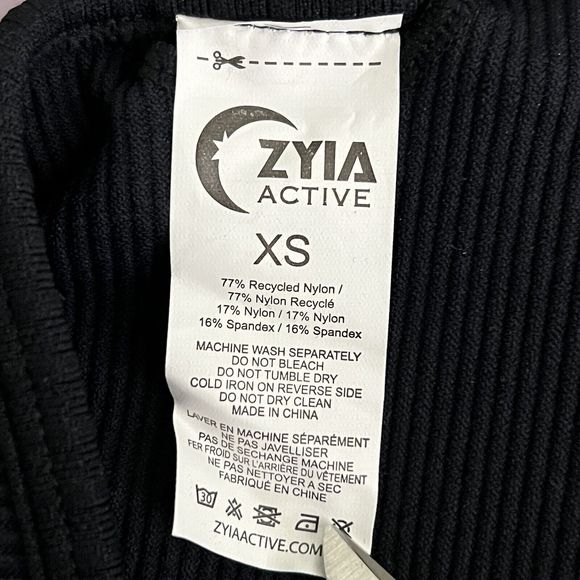 ZYIA
ACTIVE
XS
77% Recycled Nylon /
77% Nylon Recyclé
17% Nylon / 17% Nylon
16% Spandex / 16% Spandex
MACHINE WASH SEPARATELY
DO NOT BLEACH
DO NOT TUMBLE DRY
COLD IRON ON REVERSE SIDE
DO NOT DRY CLEAN
MADE IN CHINA
LAVER EN MACHINE SÉPARÉMENT
NE PAS JAVELLISER
PAS DE SECHAGE MACHINE
FER FROID SUR L'ARRIÈRE DU VÊTEMENT
NE PAS NETTOYER A SEC
FABRIQUÉ EN CHINE
30
ZYIAACTIVE.COM